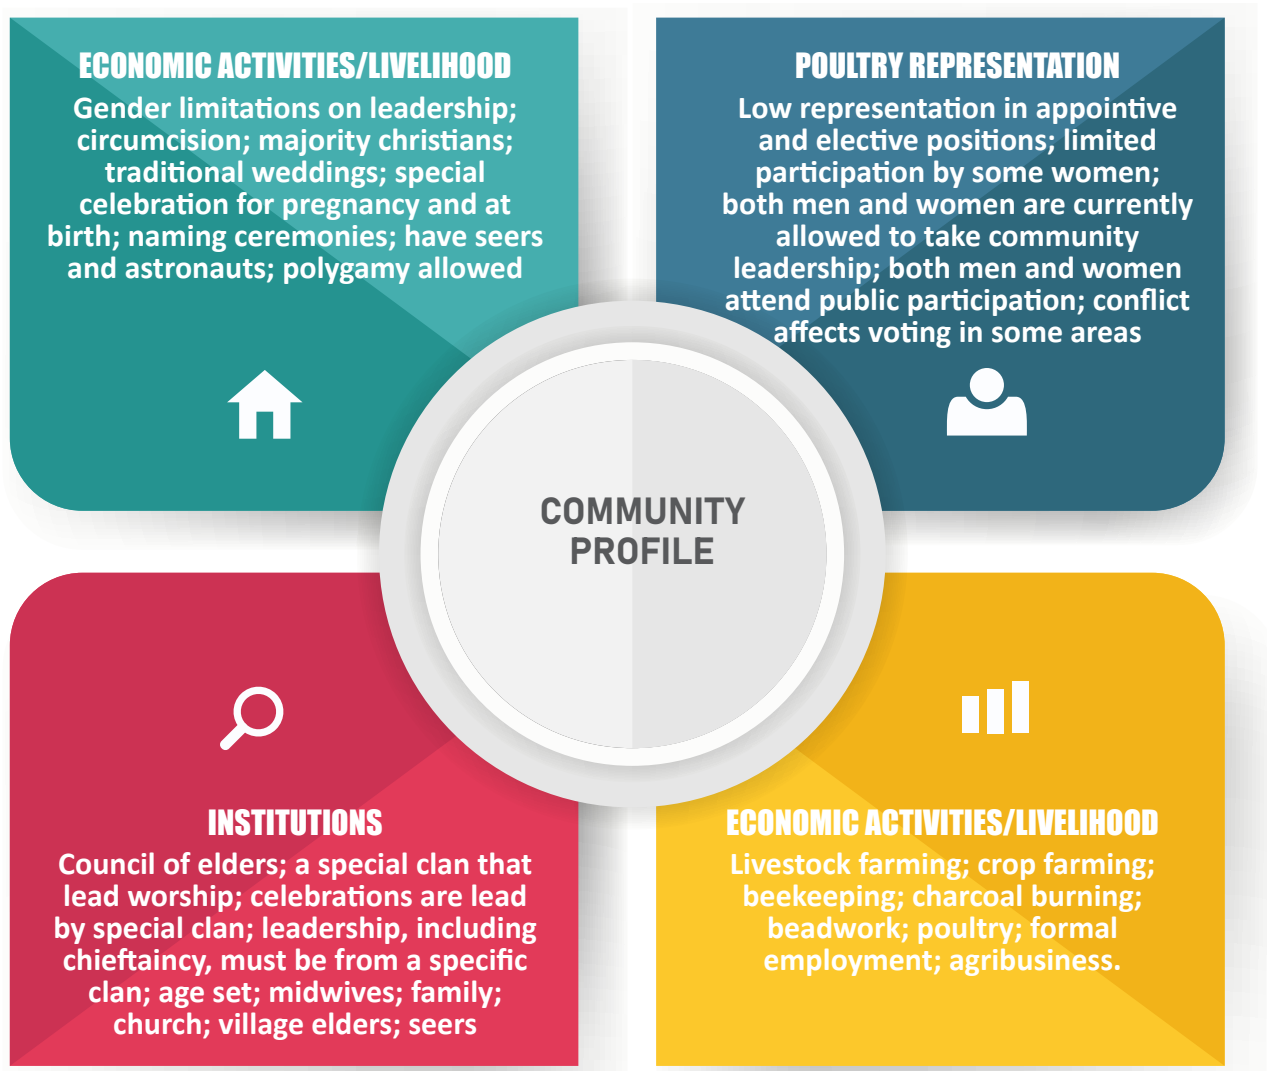 ECONOMIC ACTIVITIES/LIVELIHOOD
Gender limitations on leadership;
circumcision; majority christians;
traditional weddings; special
celebration for pregnancy and at
birth; naming ceremonies; have seers
and astronauts; polygamy allowed
POULTRY REPRESENTATION
Low representation in appointive
and elective positions; limited
participation by some women;
both men and women are currently
allowed to take community
leadership; both men and women
attend public participation; conflict
affects voting in some areas
COMMUNITY
PROFILE
INSTITUTIONS
Council of elders; a special clan that
lead worship; celebrations are lead
by special clan; leadership, including
chieftaincy, must be from a specific
clan; age set; midwives; family;
church; village elders; seers
ECONOMIC ACTIVITIES/LIVELIHOOD
Livestock farming; crop farming;
beekeeping; charcoal burning;
beadwork; poultry; formal
employment; agribusiness.